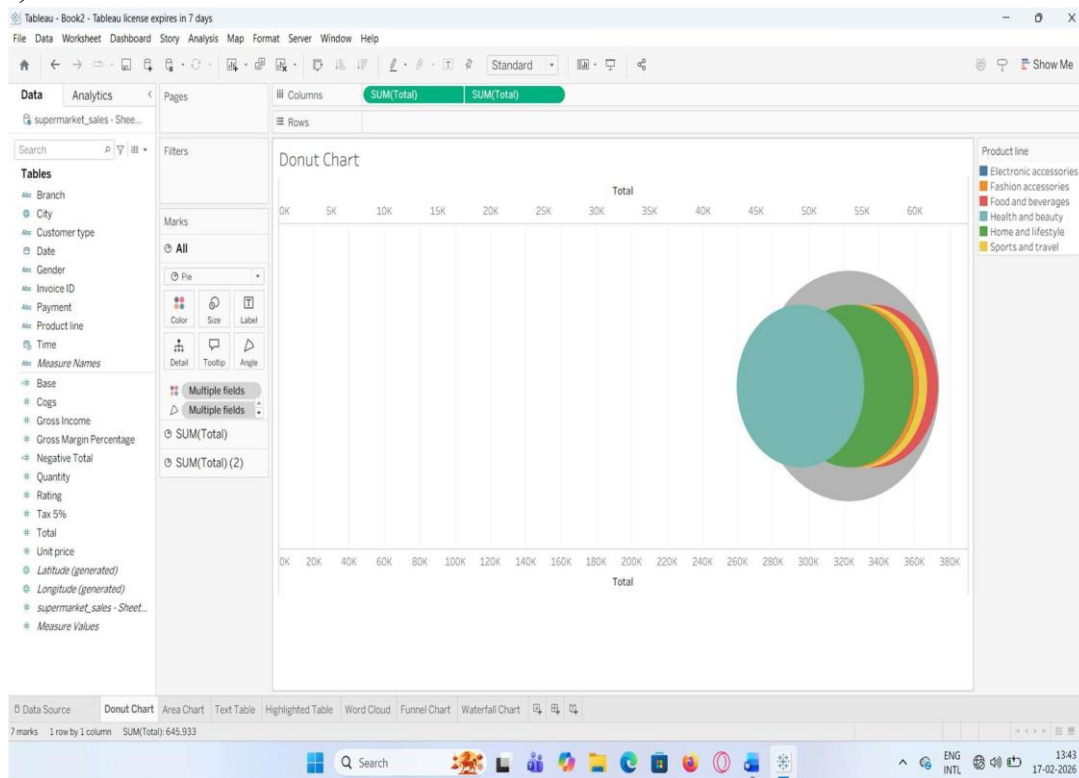 Tableau - Book2 - Tableau license expires in 7 days
File Data Worksheet Dashboard Story Analysis Map Format Server Window Help
Standard
Show Me
Data Analytics
Pages
Columns SUM(Total) SUM(Total)
supermarket_sales - Shee...
Rows
Search
Filters
Tables
Abc Branch
City
Abc Customer type
Date
Abc Gender
Abc Invoice ID
Abc Payment
Abc Product line
Time
Abc Measure Names
Base
Cogs
Gross Income
Gross Margin Percentage
Negative Total
Quantity
Rating
Tax 5%
Total
Unit price
Latitude (generated)
Longitude (generated)
supermarket_sales - Sheet...
Measure Values
Marks
All
Pie
Color Size Label
Detail Tooltip Angle
Multiple fields
Multiple fields
SUM(Total)
SUM(Total) (2)
Donut Chart
Total
0K 5K 10K 15K 20K 25K 30K 35K 40K 45K 50K 55K 60K
0K 20K 40K 60K 80K 100K 120K 140K 160K 180K 200K 220K 240K 260K 280K 300K 320K 340K 360K 380K
Total
Product line
Electronic accessories
Fashion accessories
Food and beverages
Health and beauty
Home and lifestyle
Sports and travel
Data Source Donut Chart Area Chart Text Table Highlighted Table Word Cloud Funnel Chart Waterfall Chart
7 marks 1 row by 1 column SUM(Total): 645,933
Search
ENG
INTL
13:43
17-02-2026